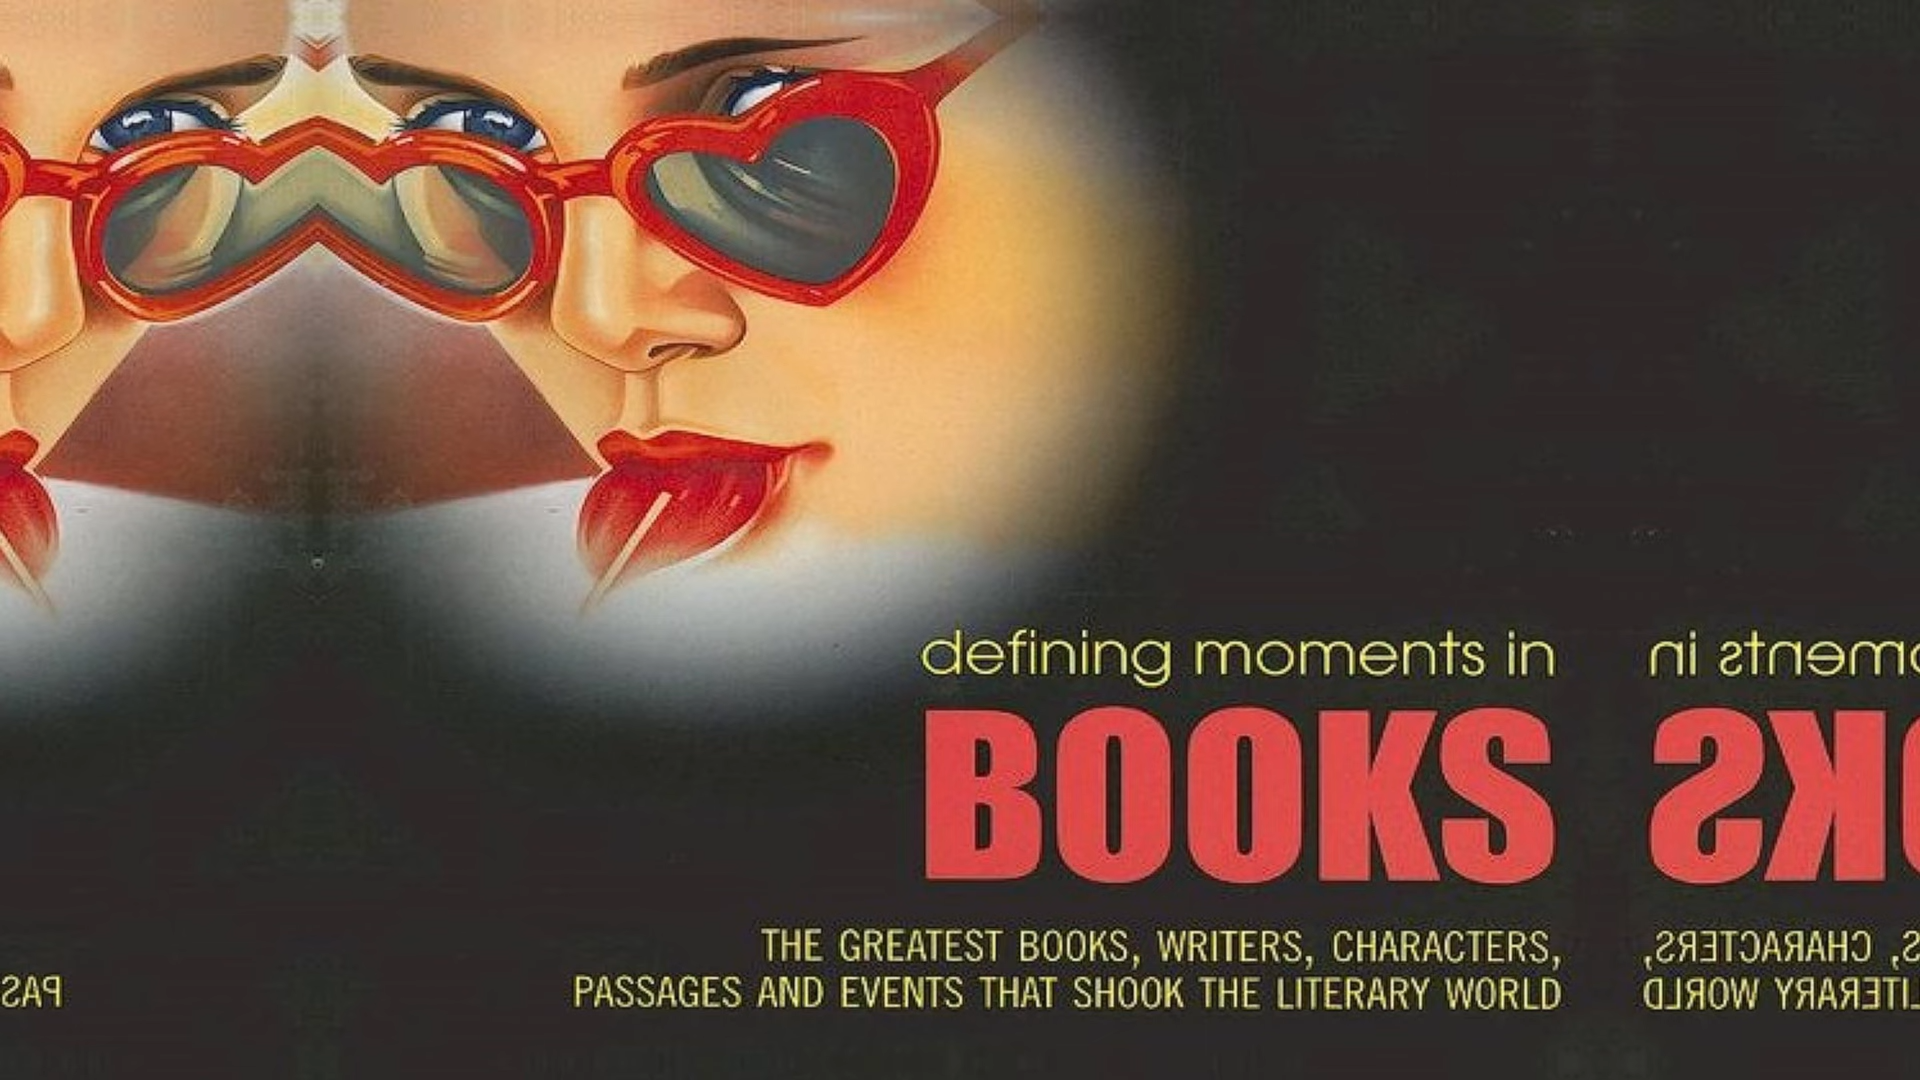 defining moments in
BOOKS
THE GREATEST BOOKS, WRITERS, CHARACTERS,
PASSAGES AND EVENTS THAT SHOOK THE LITERARY WORLD